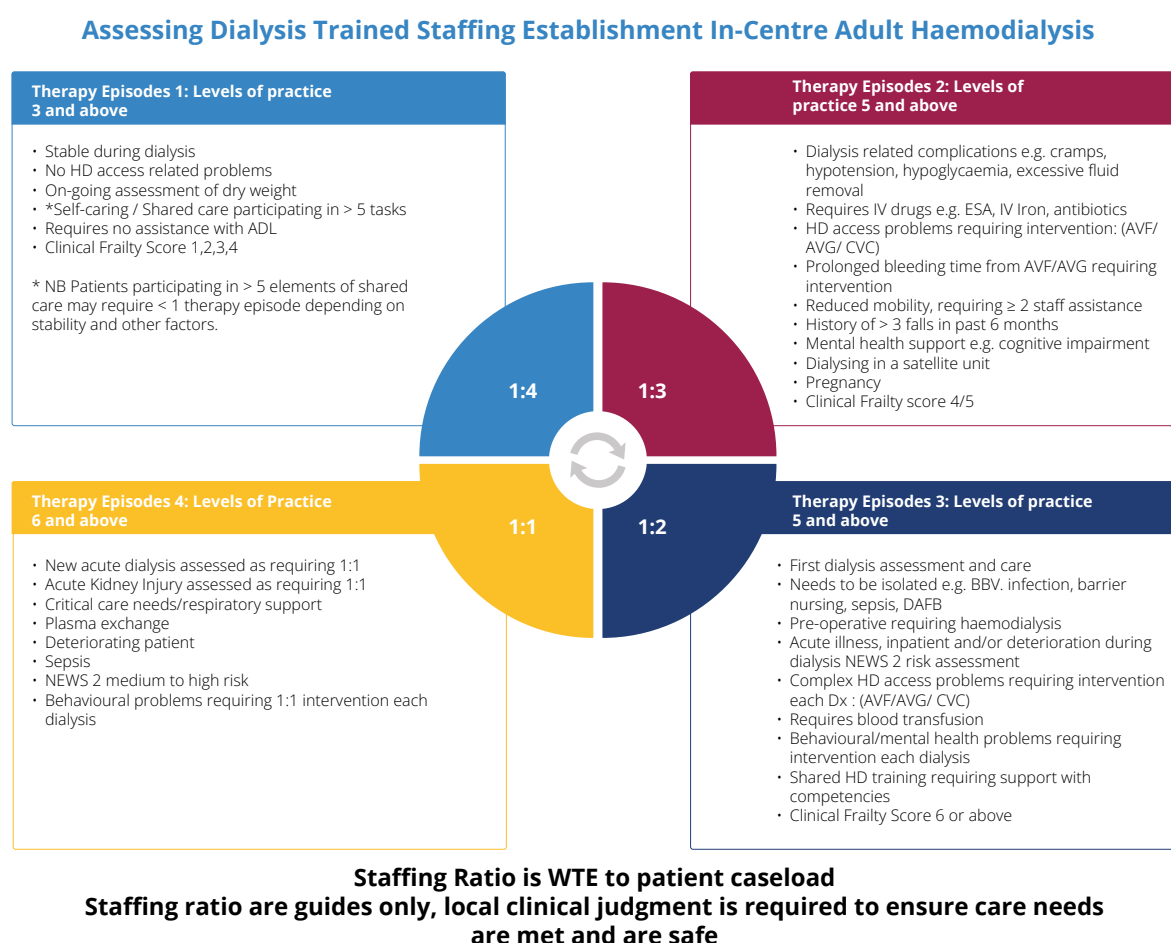 Assessing Dialysis Trained Staffing Establishment In-Centre Adult Haemodialysis
Therapy Episodes 1: Levels of practice
3 and above
• Stable during dialysis
• No HD access related problems
• On-going assessment of dry weight
• *Self-caring / Shared care participating in > 5 tasks
• Requires no assistance with ADL
• Clinical Frailty Score 1,2,3,4
* NB Patients participating in > 5 elements of shared
care may require < 1 therapy episode depending on
stability and other factors.
Therapy Episodes 2: Levels of
practice 5 and above
• Dialysis related complications e.g. cramps,
hypotension, hypoglycaemia, excessive fluid
removal
• Requires IV drugs e.g. ESA, IV Iron, antibiotics
• HD access problems requiring intervention: (AVF/
AVG/ CVC)
• Prolonged bleeding time from AVF/AVG requiring
intervention
• Reduced mobility, requiring ≥ 2 staff assistance
• History of > 3 falls in past 6 months
• Mental health support e.g. cognitive impairment
• Dialysing in a satellite unit
• Pregnancy
• Clinical Frailty score 4/5
1:4
1:3
1:1
1:2
Therapy Episodes 4: Levels of Practice
6 and above
• New acute dialysis assessed as requiring 1:1
• Acute Kidney Injury assessed as requiring 1:1
• Critical care needs/respiratory support
• Plasma exchange
• Deteriorating patient
• Sepsis
• NEWS 2 medium to high risk
• Behavioural problems requiring 1:1 intervention each
dialysis
Therapy Episodes 3: Levels of practice
5 and above
• First dialysis assessment and care
• Needs to be isolated e.g. BBV. infection, barrier
nursing, sepsis, DAFB
• Pre-operative requiring haemodialysis
• Acute illness, inpatient and/or deterioration during
dialysis NEWS 2 risk assessment
• Complex HD access problems requiring intervention
each Dx : (AVF/AVG/ CVC)
• Requires blood transfusion
• Behavioural/mental health problems requiring
intervention each dialysis
• Shared HD training requiring support with
competencies
• Clinical Frailty Score 6 or above
Staffing Ratio is WTE to patient caseload
Staffing ratio are guides only, local clinical judgment is required to ensure care needs
are met and are safe